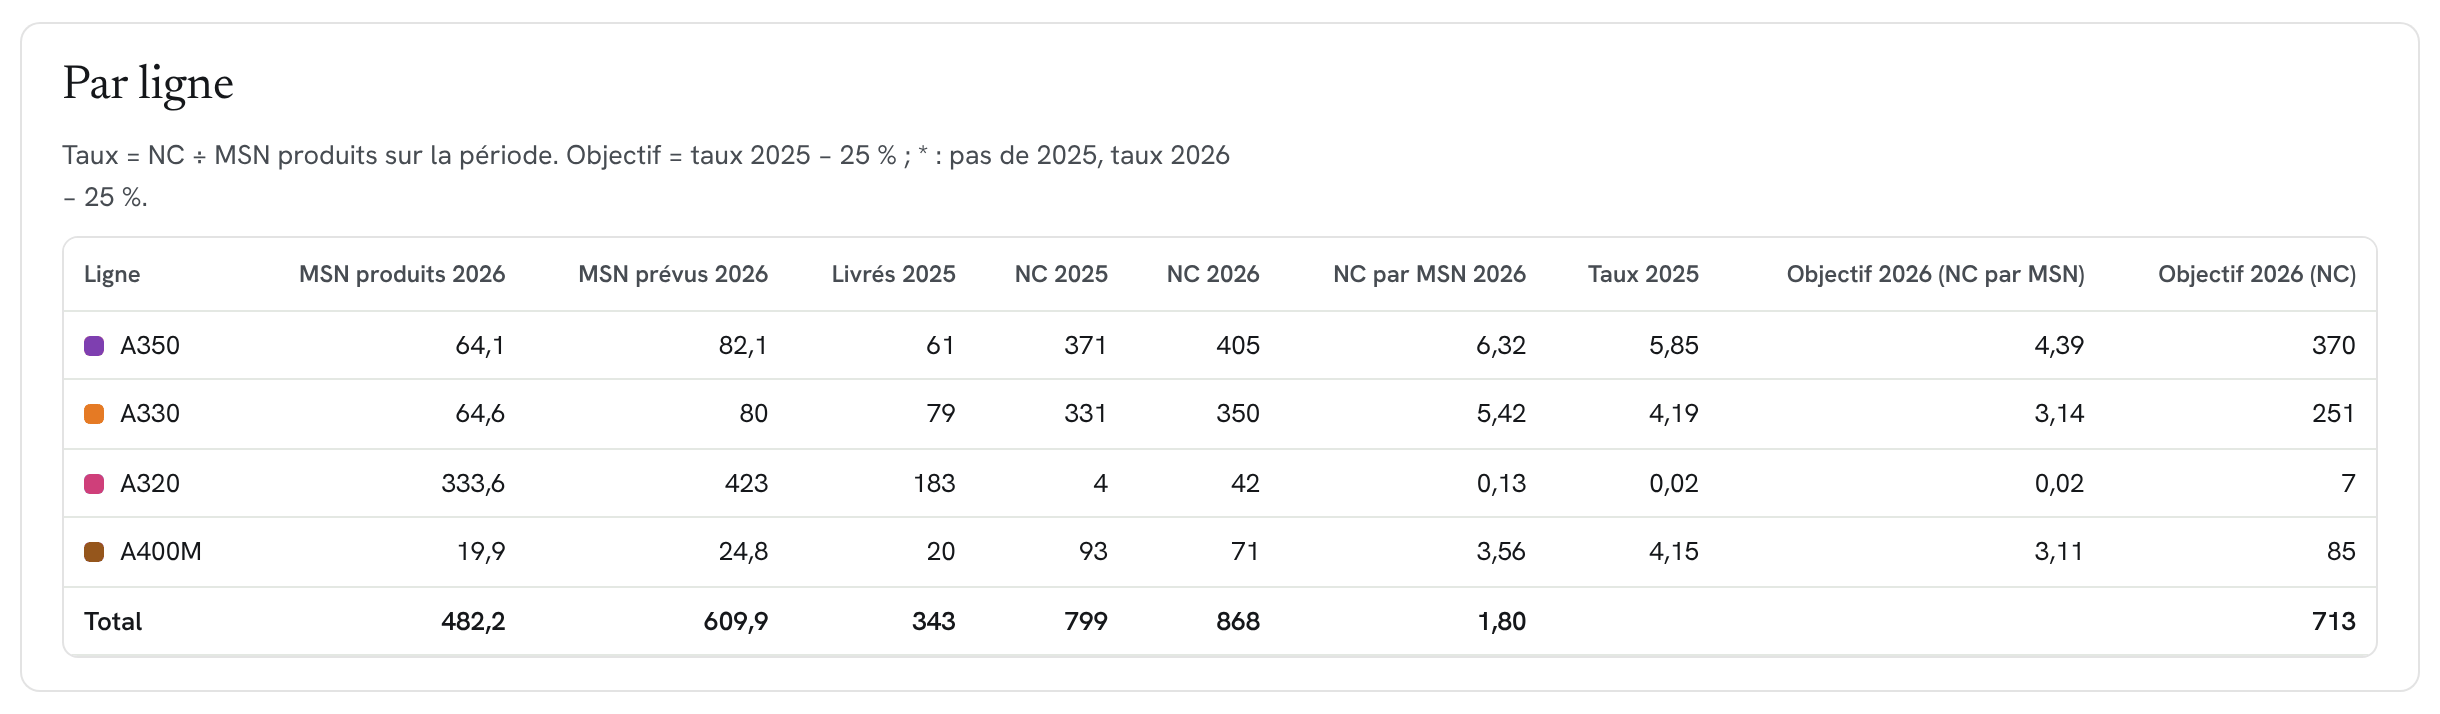 Par ligne
Taux = NC ÷ MSN produits sur la période. Objectif = taux 2025 – 25 % ; * : pas de 2025, taux 2026
– 25 %.
Ligne MSN produits 2026 MSN prévus 2026 Livrés 2025 NC 2025 NC 2026 NC par MSN 2026 Taux 2025 Objectif 2026 (NC par MSN) Objectif 2026 (NC)
A350 64,1 82,1 61 371 405 6,32 5,85 4,39 370
A330 64,6 80 79 331 350 5,42 4,19 3,14 251
A320 333,6 423 183 4 42 0,13 0,02 0,02 7
A400M 19,9 24,8 20 93 71 3,56 4,15 3,11 85
Total 482,2 609,9 343 799 868 1,80 713